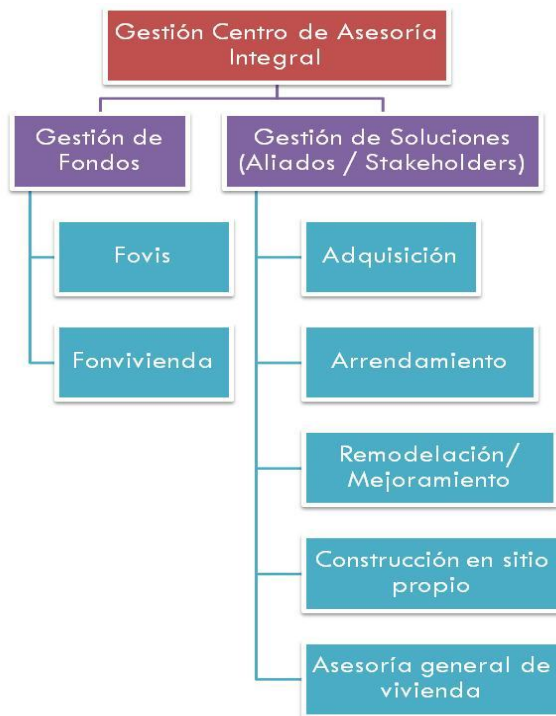 Gestión Centro de Asesoría
Integral
Gestión de
Fondos
Gestión de Soluciones
(Aliados / Stakeholders)
Fovis
Fonvivienda
Adquisición
Arrendamiento
Remodelación/
Mejoramiento
Construcción en sitio
propio
Asesoría general de
vivienda